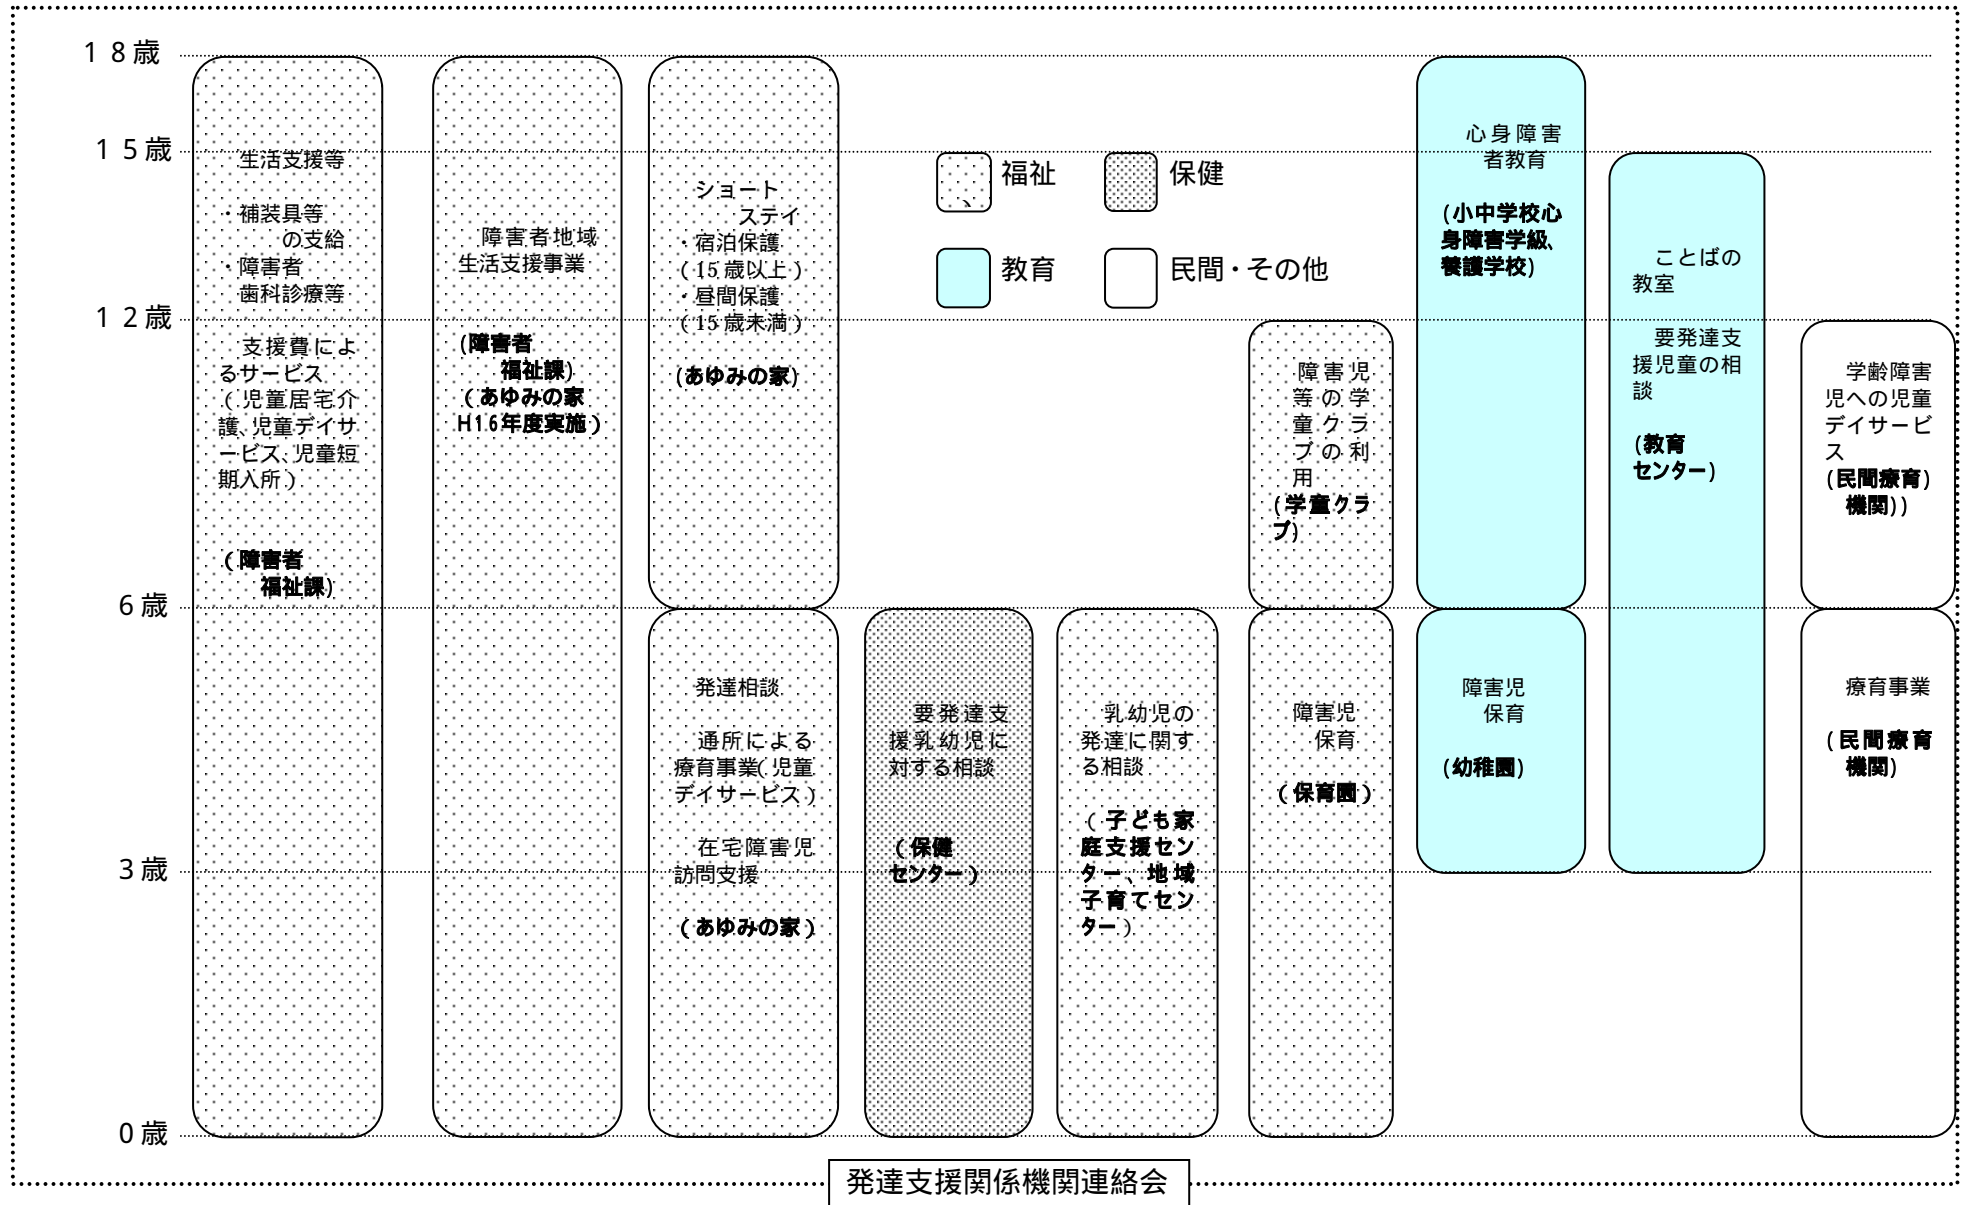 18歳
15歳
12歳
6歳
3歳
0歳
生活支援等
・補装具等
の支給
・障害者
歯科診療等
支援費によ
るサービス
(児童居宅介
護、児童デイサ
ービス、児童短
期入所)
(障害者
福祉課)
障害者地域
生活支援事業
(障害者
福祉課)
(あゆみの家
H16年度実施)
ショート
ステイ
・宿泊保護
(15歳以上)
・昼間保護
(15歳未満)
(あゆみの家)
発達相談
通所による
療育事業(児童
デイサービス)
在宅障害児
訪問支援
(あゆみの家)
、
福祉
保健
教育
民間・その他
要発達支
援乳幼児に
対する相談
(保健
センター)
乳幼児の
発達に関す
る相談
(子ども家
庭支援セン
ター、地域
子育てセン
ター)
障害児
等の学
童クラ
ブの利
用
(学童クラ
ブ)
障害児
保育
(保育園)
心身障害
者教育
(小中学校心
身障害学級、
養護学校)
障害児
保育
(幼稚園)
ことばの
教室
要発達支
援児童の相
談
(教育
センター)
学齢障害
児への児童
デイサービ
ス
(民間療育)
機関))
療育事業
(民間療育
機関)
発達支援関係機関連絡会